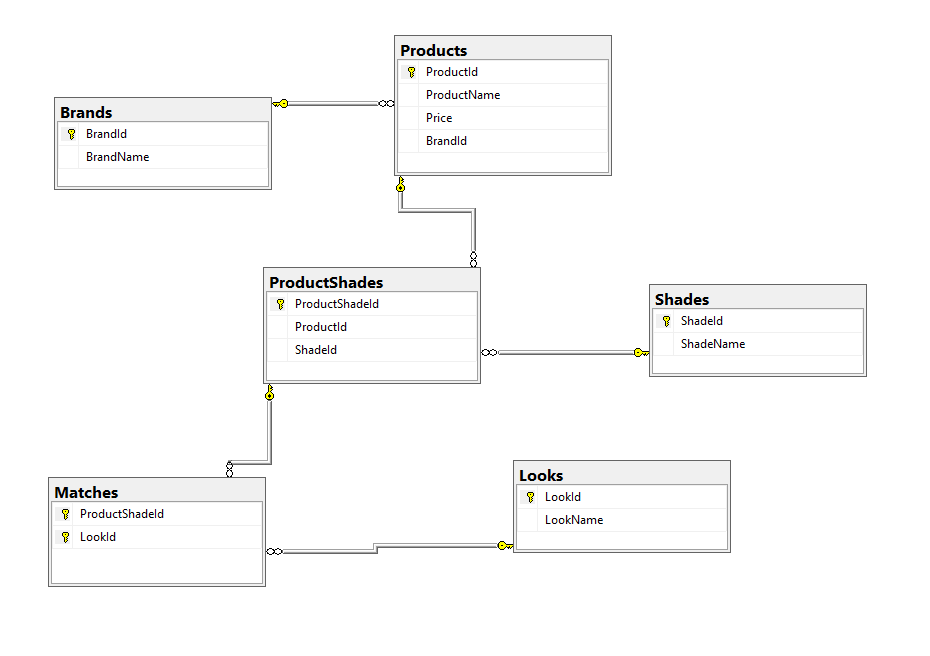 Products
ProductId
ProductName
Price
BrandId
Brands
BrandId
BrandName
ProductShades
ProductShadeId
ProductId
ShadeId
Shades
ShadeId
ShadeName
Matches
ProductShadeId
LookId
Looks
LookId
LookName